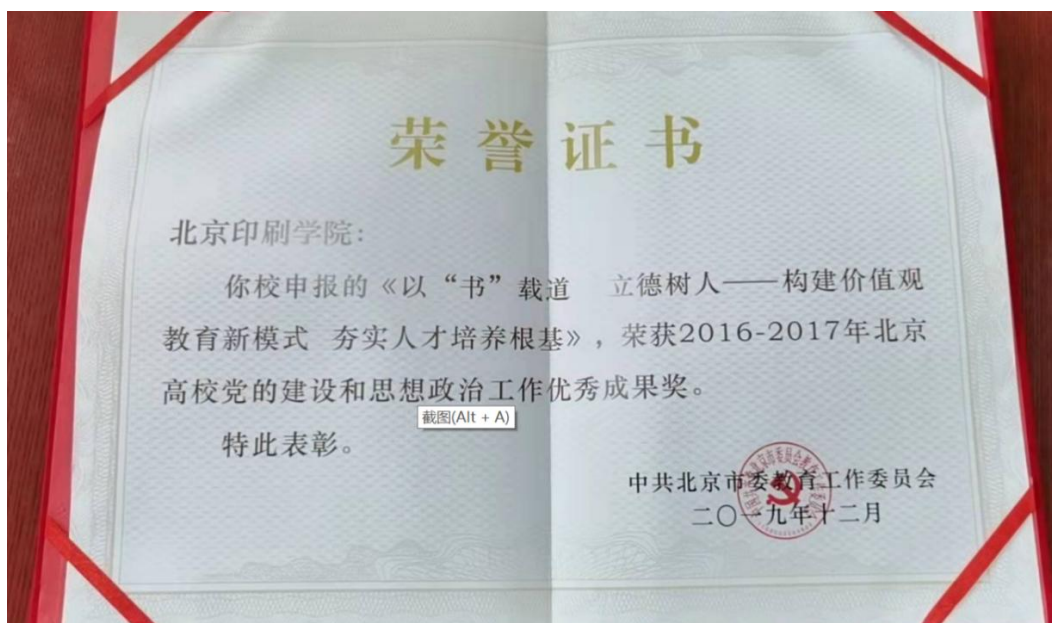 荣誉证书
北京印刷学院：
你校申报的《以“书”载道 立德树人——构建价值观
教育新模式 夯实人才培养根基》，荣获2016-2017年北京
高校党的建设和思想政治工作优秀成果奖。
截图(Alt + A)
特此表彰。
中共北京市委教育工作委员会
二〇一九年十二月